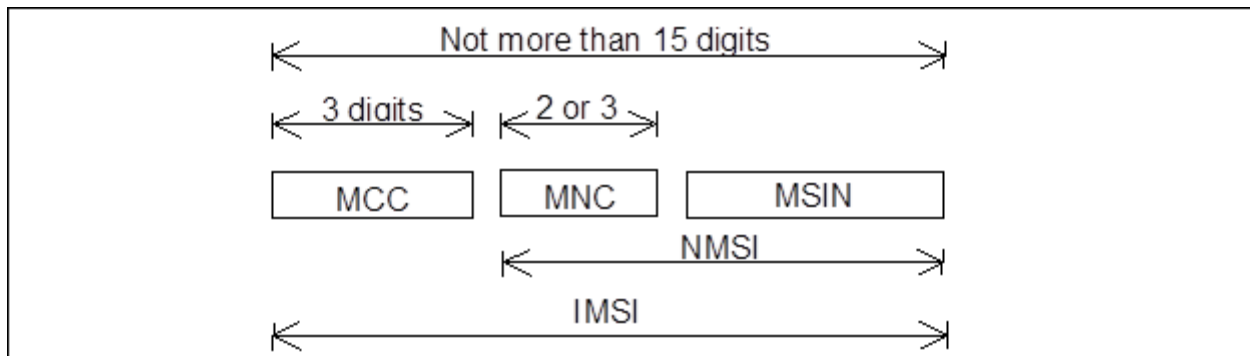 Not more than 15 digits
3 digits 2 or 3
MCC MNC MSIN
NMSI
IMSI